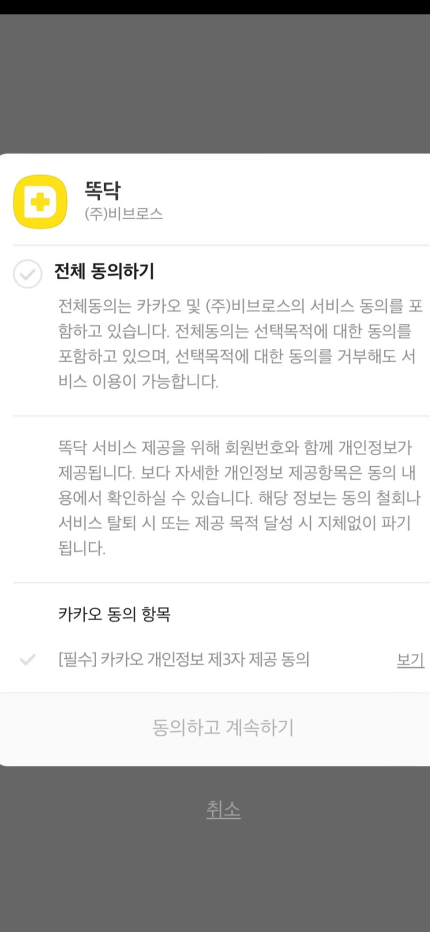 똑닥
(주)비브로스
전체 동의하기
전체동의는 카카오 및 (주)비브로스의 서비스 동의를 포
함하고 있습니다. 전체동의는 선택목적에 대한 동의를
포함하고 있으며, 선택목적에 대한 동의를 거부해도 서
비스 이용이 가능합니다.
똑닥 서비스 제공을 위해 회원번호와 함께 개인정보가
제공됩니다. 보다 자세한 개인정보 제공항목은 동의 내
용에서 확인하실 수 있습니다. 해당 정보는 동의 철회나
서비스 탈퇴 시 또는 제공 목적 달성 시 지체없이 파기
됩니다.
카카오 동의 항목
[필수] 카카오 개인정보 제3자 제공 동의 보기
동의하고 계속하기
취소